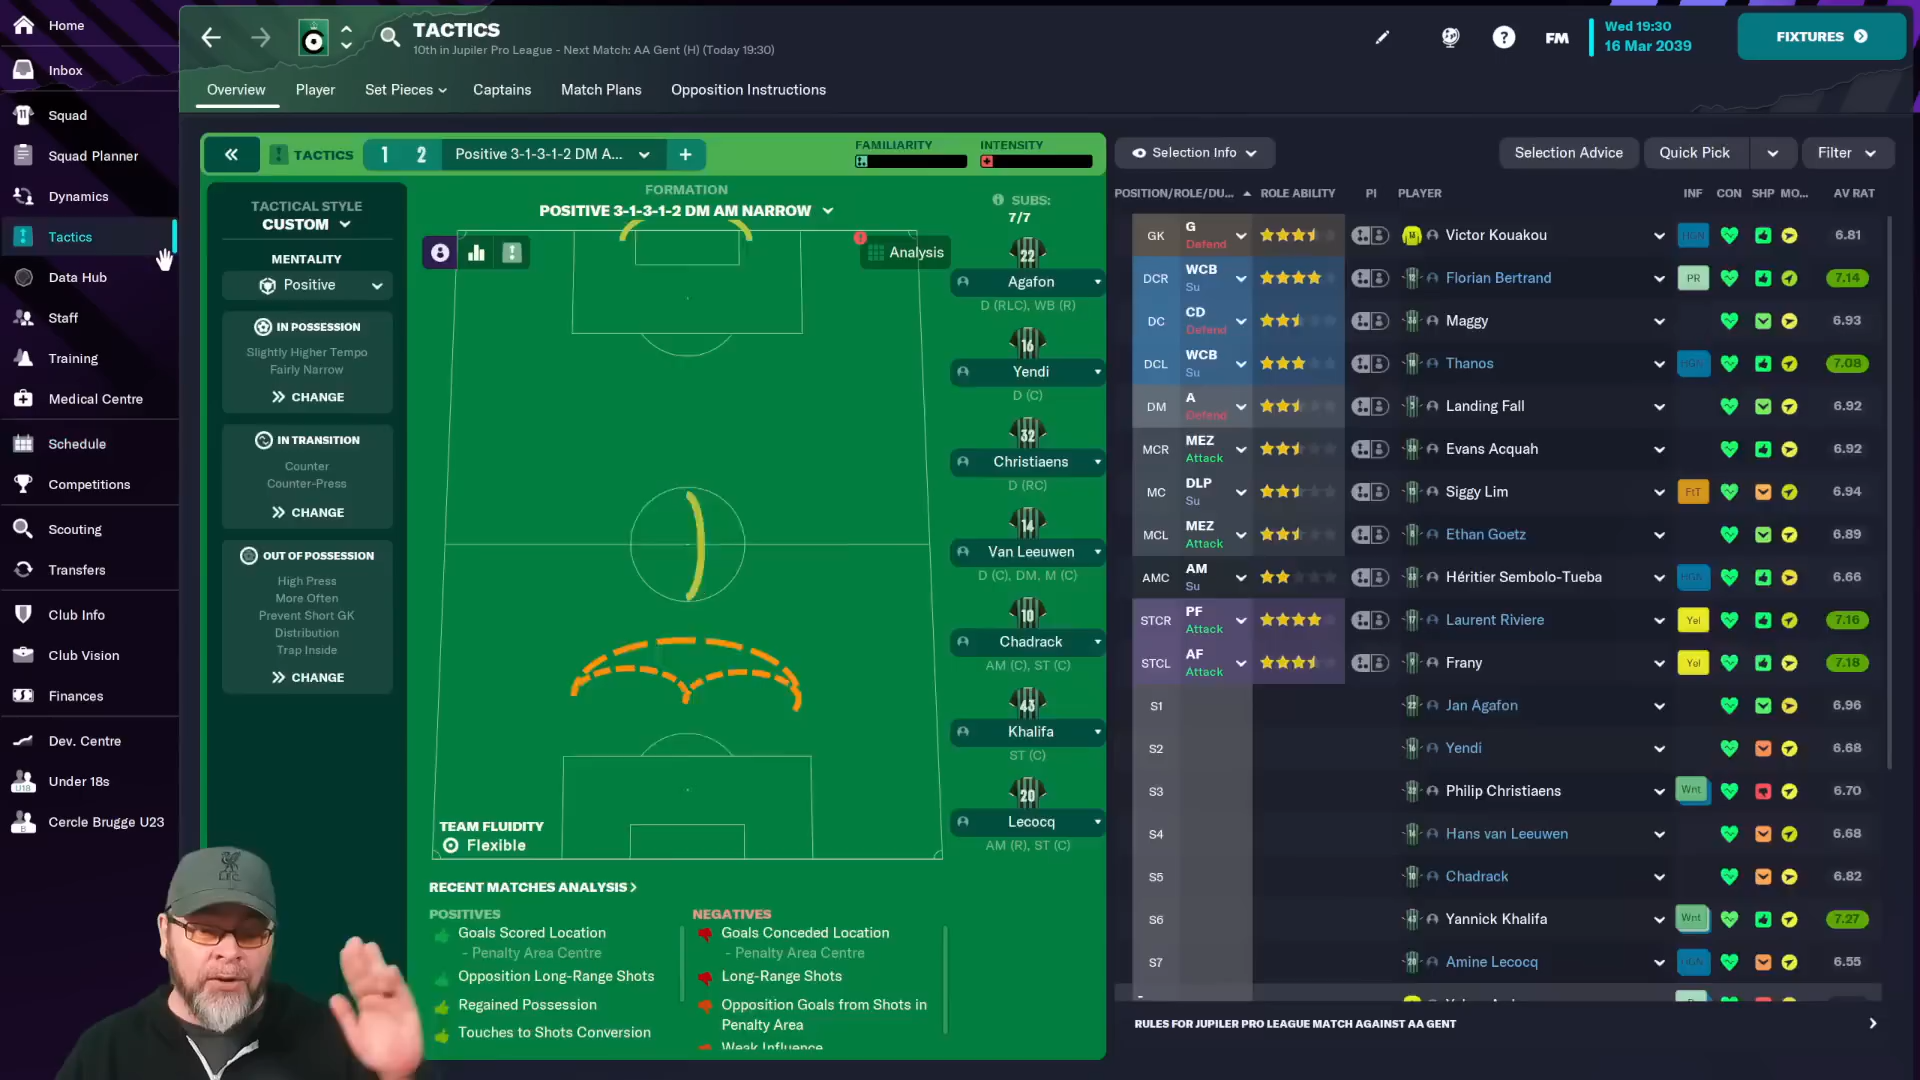 Home
Inbox
Squad
Squad Planner
Dynamics
Tactics
Data Hub
Staff
Training
Medical Centre
Schedule
Competitions
Scouting
Transfers
Club Info
Club Vision
Finances
Dev. Centre
Under 18s
Cercle Brugge U23
TACTICS
10th in Jupiler Pro League - Next Match: AA Gent (H) (Today 19:30)
FM
Wed 19:30
16 Mar 2039
FIXTURES
Overview
Player
Set Pieces
Captains
Match Plans
Opposition Instructions
TACTICS
1 2
Positive 3-1-3-1-2 DM A...
FAMILIARITY
INTENSITY
TACTICAL STYLE
CUSTOM
MENTALITY
Positive
IN POSSESSION
Slightly Higher Tempo
Fairly Narrow
CHANGE
IN TRANSITION
Counter
Counter-Press
CHANGE
OUT OF POSSESSION
High Press
More Often
Prevent Short GK
Distribution
Trap Inside
CHANGE
FORMATION
POSITIVE 3-1-3-1-2 DM AM NARROW
Analysis
TEAM FLUIDITY
Flexible
SUBS:
7/7
22
Agafon
D (RLC), WB (R)
16
Yendi
D (C)
32
Christiaens
D (RC)
14
Van Leeuwen
D (C), DM, M (C)
10
Chadrack
AM (C), ST (C)
43
Khalifa
ST (C)
20
Lecocq
AM (R), ST (C)
RECENT MATCHES ANALYSIS
POSITIVES
Goals Scored Location
- Penalty Area Centre
Opposition Long-Range Shots
Regained Possession
Touches to Shots Conversion
NEGATIVES
Goals Conceded Location
- Penalty Area Centre
Long-Range Shots
Opposition Goals from Shots in
Penalty Area
Weak Influence
Selection Info
Selection Advice
Quick Pick
Filter
POSITION/ROLE/DU... ROLE ABILITY PI PLAYER INF CON SHP MO... AV RAT
GK G Defend Victor Kouakou HGN 6.81
DCR WCB Su Florian Bertrand PR 7.14
DC CD Defend Maggy 6.93
DCL WCB Su Thanos HGN 7.08
DM A Defend Landing Fall 6.92
MCR MEZ Attack Evans Acquah 6.92
MC DLP Su Siggy Lim FtT 6.94
MCL MEZ Attack Ethan Goetz 6.89
AMC AM Su Héritier Sembolo-Tueba HGN 6.66
STCR PF Attack Laurent Riviere Yel 7.16
STCL AF Attack Frany Yel 7.18
S1 Jan Agafon 6.96
S2 Yendi 6.68
S3 Philip Christiaens Wnt 6.70
S4 Hans van Leeuwen 6.68
S5 Chadrack 6.82
S6 Yannick Khalifa Wnt 7.27
S7 Amine Lecocq HGN 6.55
RULES FOR JUPILER PRO LEAGUE MATCH AGAINST AA GENT